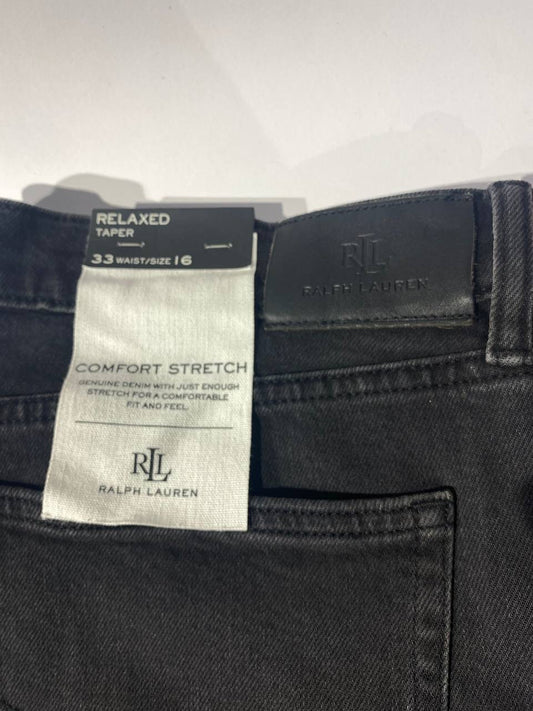 RELAXED
TAPER
33 WAIST/SIZE 16
RLL
RALPH LAUREN
COMFORT STRETCH
GENUINE DENIM WITH JUST ENOUGH
STRETCH FOR A COMFORTABLE
FIT AND FEEL
RLL
RALPH LAUREN